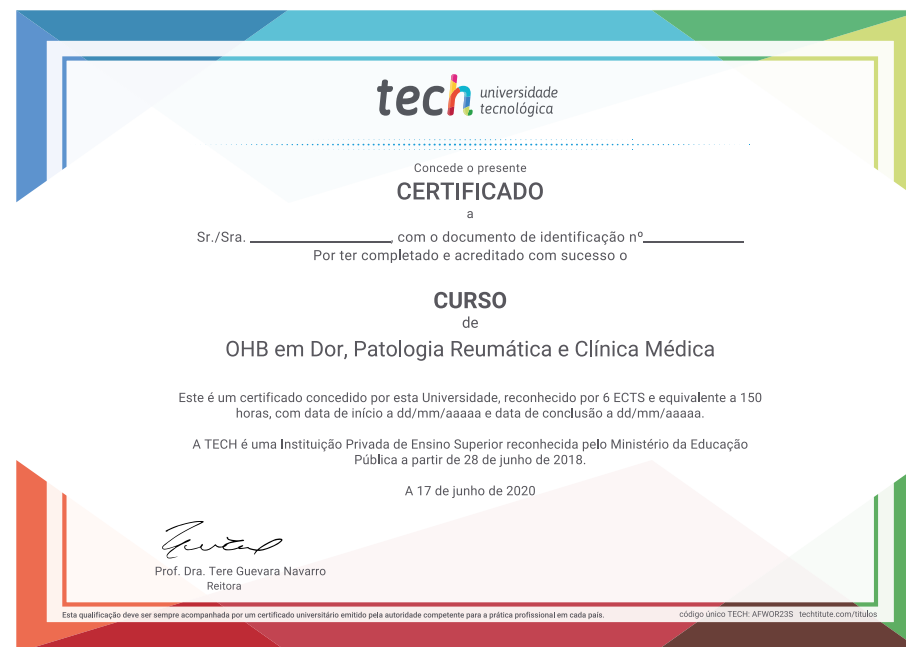 tech universidade
tecnológica
Concede o presente
CERTIFICADO
a
Sr./Sra. ________________, com o documento de identificação nº____________
Por ter completado e acreditado com sucesso o
CURSO
de
OHB em Dor, Patologia Reumática e Clínica Médica
Este é um certificado concedido por esta Universidade, reconhecido por 6 ECTS e equivalente a 150
horas, com data de início a dd/mm/aaaaa e data de conclusão a dd/mm/aaaaa.
A TECH é uma Instituição Privada de Ensino Superior reconhecida pelo Ministério da Educação
Pública a partir de 28 de junho de 2018.
A 17 de junho de 2020
Prof. Dra. Tere Guevara Navarro
Reitora
Esta qualificação deve ser sempre acompanhada por um certificado universitário emitido pela autoridade competente para a prática profissional em cada país.
código único TECH: AFWOR23S techtitute.com/titulos